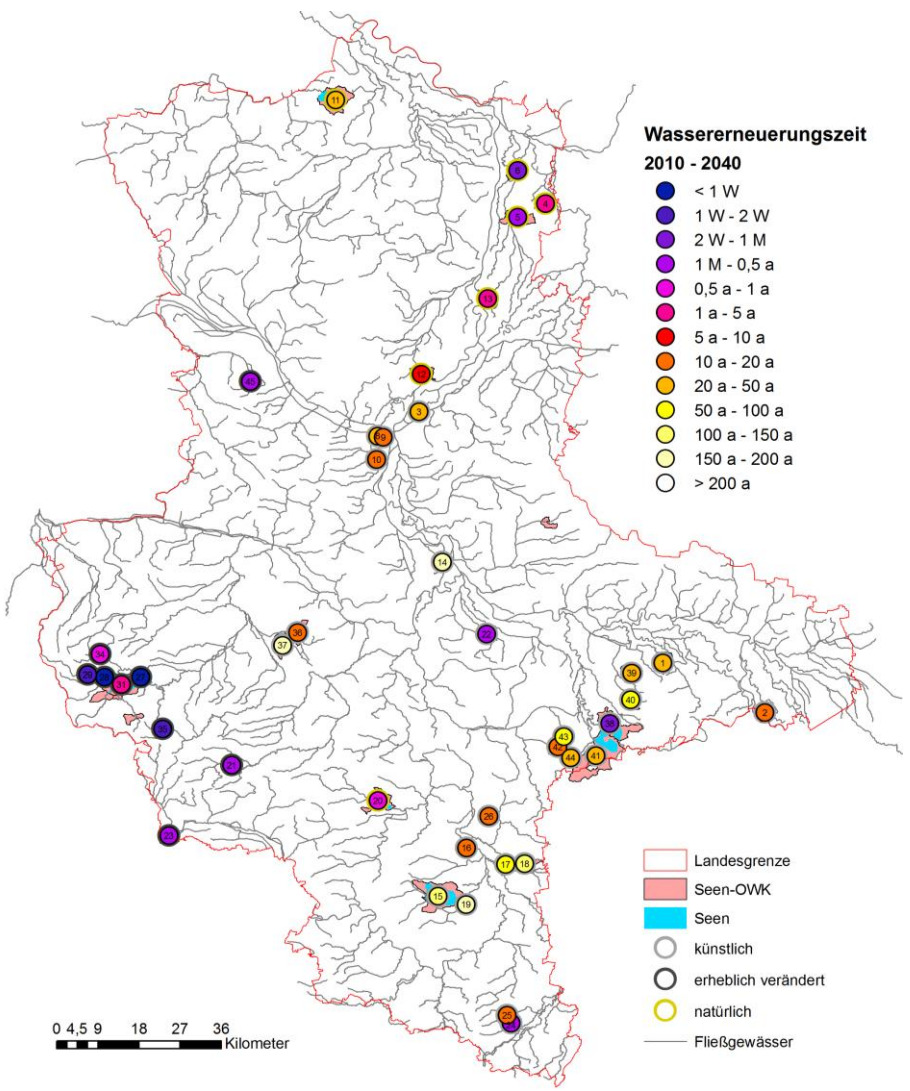 Wassererneuerungszeit
2010 - 2040
< 1 W
1 W - 2 W
2 W - 1 M
1 M - 0,5 a
0,5 a - 1 a
1 a - 5 a
5 a - 10 a
10 a - 20 a
20 a - 50 a
50 a - 100 a
100 a - 150 a
150 a - 200 a
> 200 a
11
6
4
5
13
12
45
3
9
10
14
36
37
22
34
31
1
39
40
2
38
43
42
44
41
21
20
23
26
16
17
18
15
19
25
Landesgrenze
Seen-OWK
Seen
künstlich
erheblich verändert
natürlich
Fließgewässer
0 4,5 9 18 27 36
Kilometer